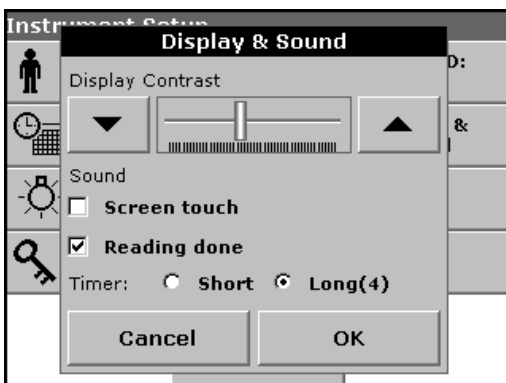 Display & Sound
D:
Display Contrast
&
Sound
Screen touch
Reading done
Timer: Short Long(4)
Cancel OK